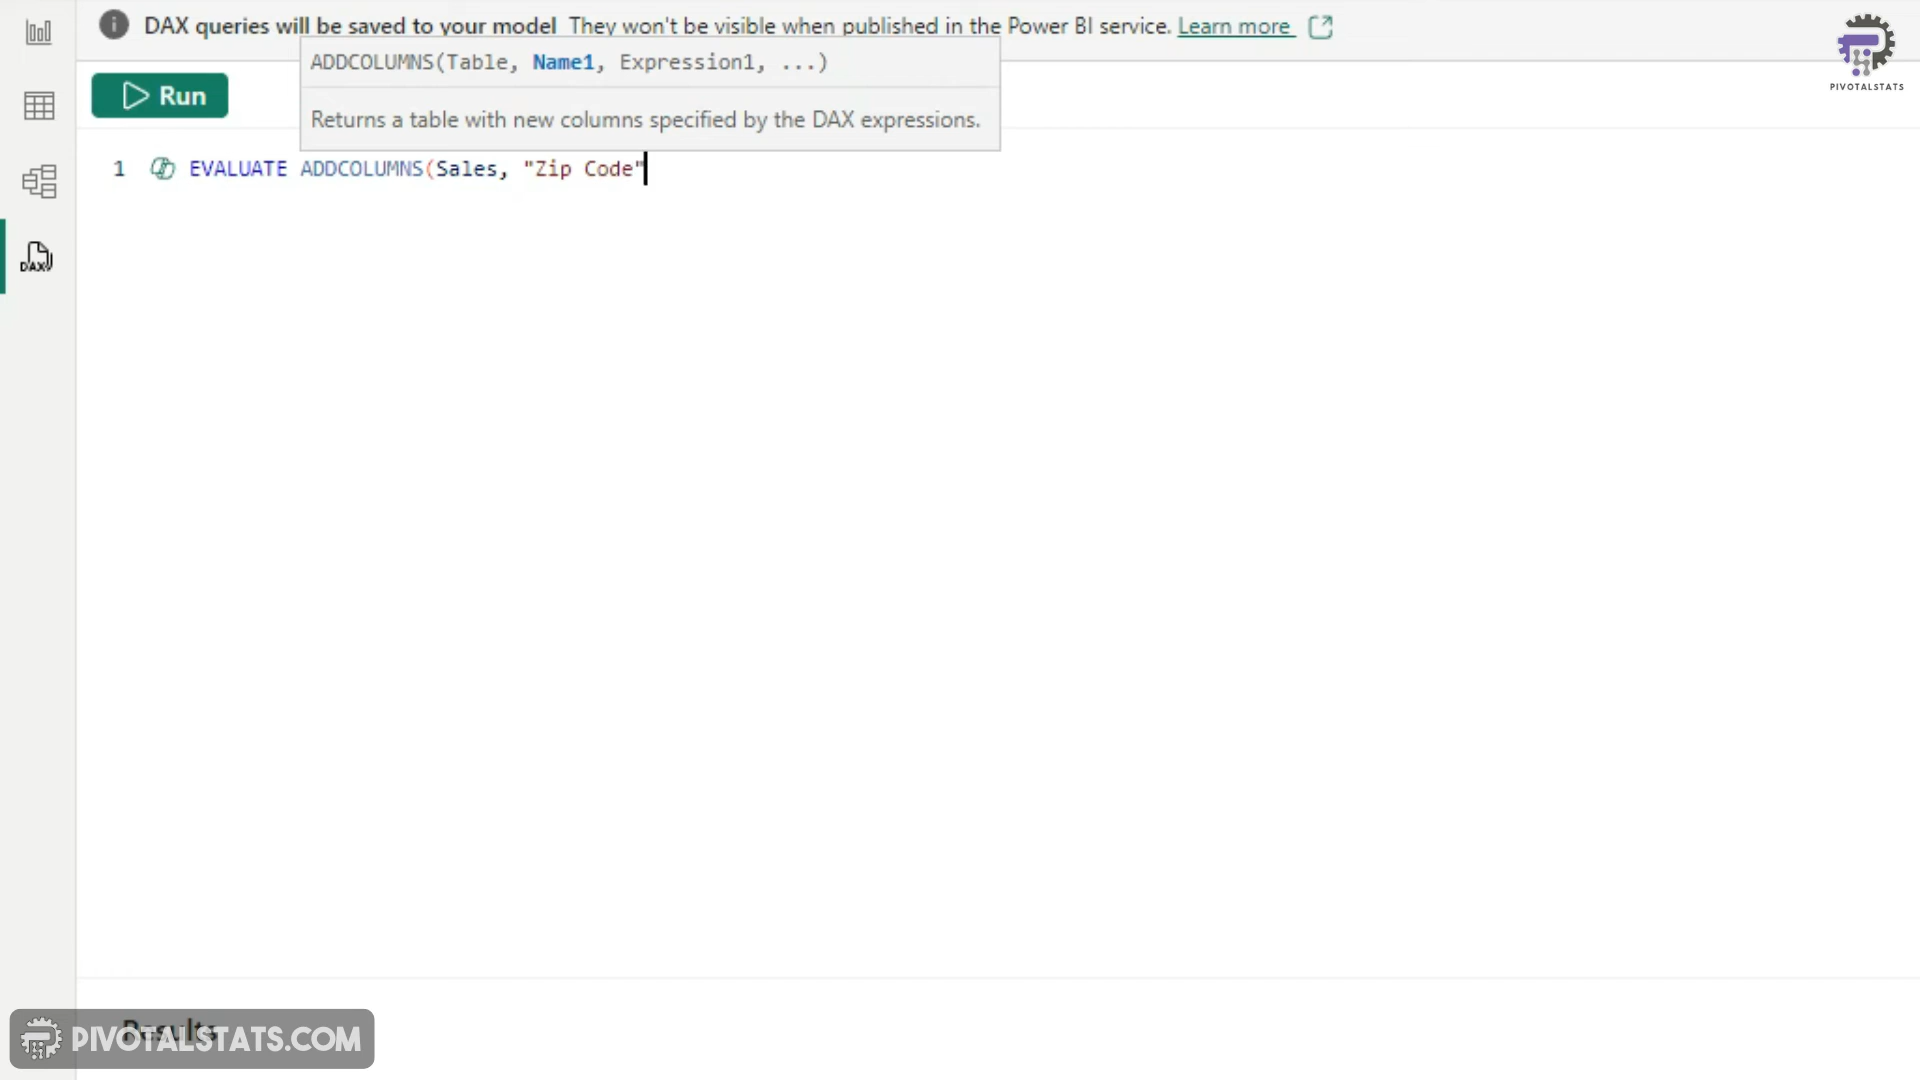 DAX queries will be saved to your model They won't be visible when published in the Power BI service. Learn more
PIVOTALSTATS
ADDCOLUMNS(Table, Name1, Expression1, ...)
Run
Returns a table with new columns specified by the DAX expressions.
1 EVALUATE ADDCOLUMNS(Sales, "Zip Code"
DAX
Results
PIVOTALSTATS.COM